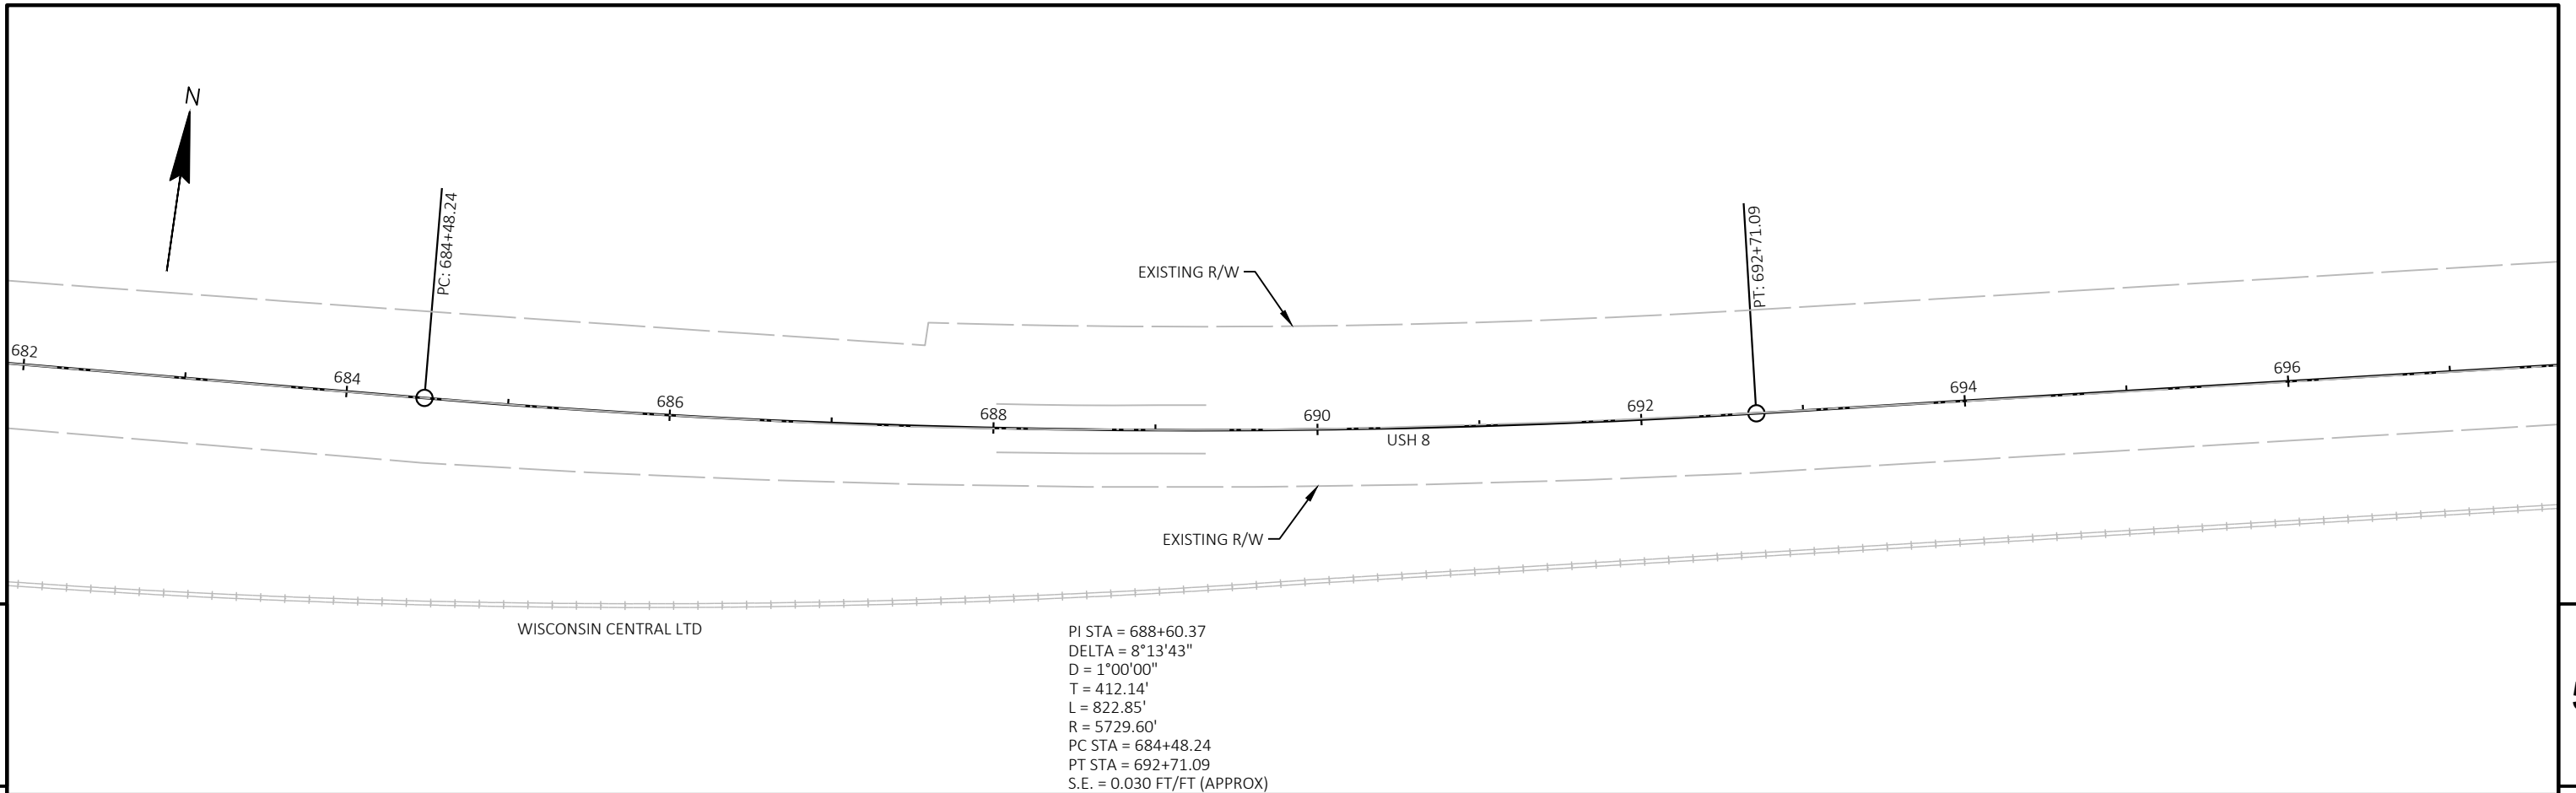 N
PC: 684+48.24
PT: 692+71.09
EXISTING R/W
682
684
686
688
690
692
694
696
USH 8
EXISTING R/W
WISCONSIN CENTRAL LTD
PI STA = 688+60.37
DELTA = 8°13'43"
D = 1°00'00"
T = 412.14'
L = 822.85'
R = 5729.60'
PC STA = 684+48.24
PT STA = 692+71.09
S.E. = 0.030 FT/FT (APPROX)